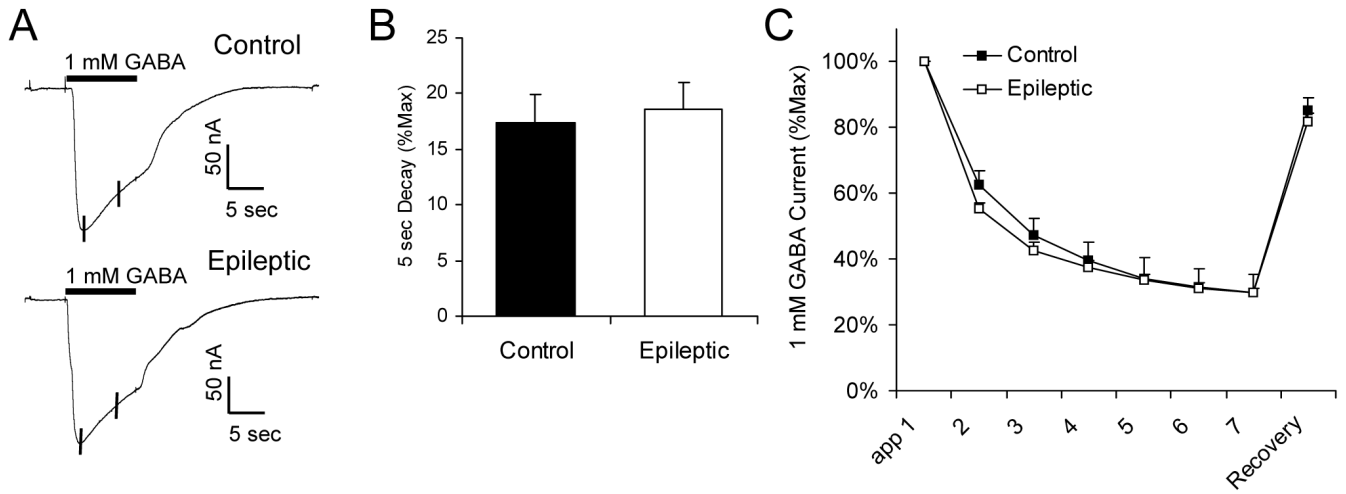 A
Control
1 mM GABA
50 nA
5 sec
Epileptic
1 mM GABA
50 nA
5 sec
B
5 sec Decay (%Max)
25
20
15
10
5
0
Control
Epileptic
C
1 mM GABA Current (%Max)
100%
80%
60%
40%
20%
0%
Control
Epileptic
app 1
2
3
4
5
6
7
Recovery